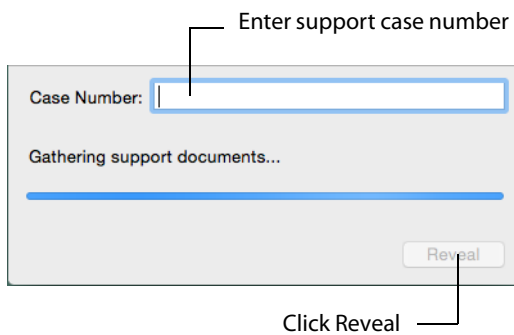 Enter support case number
Case Number:
Gathering support documents...
Reveal
Click Reveal